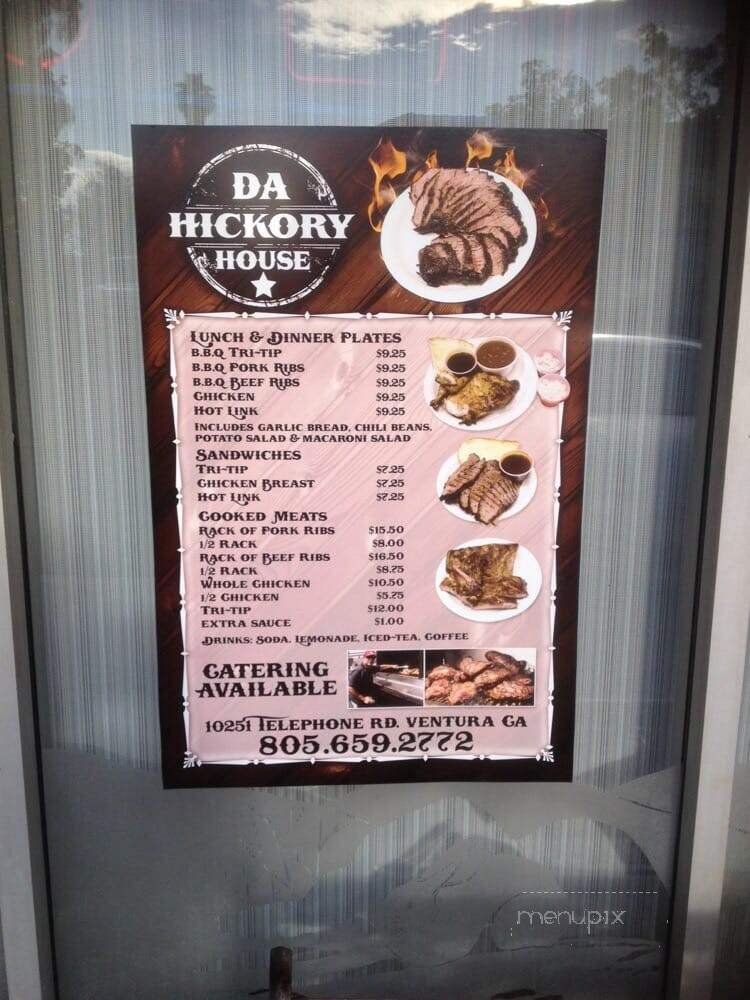 DA
HICKORY
HOUSE
LUNCH & DINNER PLATES
B.B.Q TRI-TIP $9.25
B.B.Q PORK RIBS $9.25
B.B.Q BEEF RIBS $9.25
CHICKEN $9.25
HOT LINK $9.25
INCLUDES GARLIC BREAD, CHILI BEANS,
POTATO SALAD & MACARONI SALAD
SANDWICHES
TRI-TIP $7.25
CHICKEN BREAST $7.25
HOT LINK $7.25
COOKED MEATS
RACK OF PORK RIBS $15.50
1/2 RACK $8.00
RACK OF BEEF RIBS $16.50
1/2 RACK $8.75
WHOLE CHICKEN $10.50
1/2 CHICKEN $5.75
TRI-TIP $12.00
EXTRA SAUCE $1.00
DRINKS: SODA, LEMONADE, ICED-TEA, COFFEE
CATERING
AVAILABLE
10251 TELEPHONE RD. VENTURA CA
805.659.2772
menupix